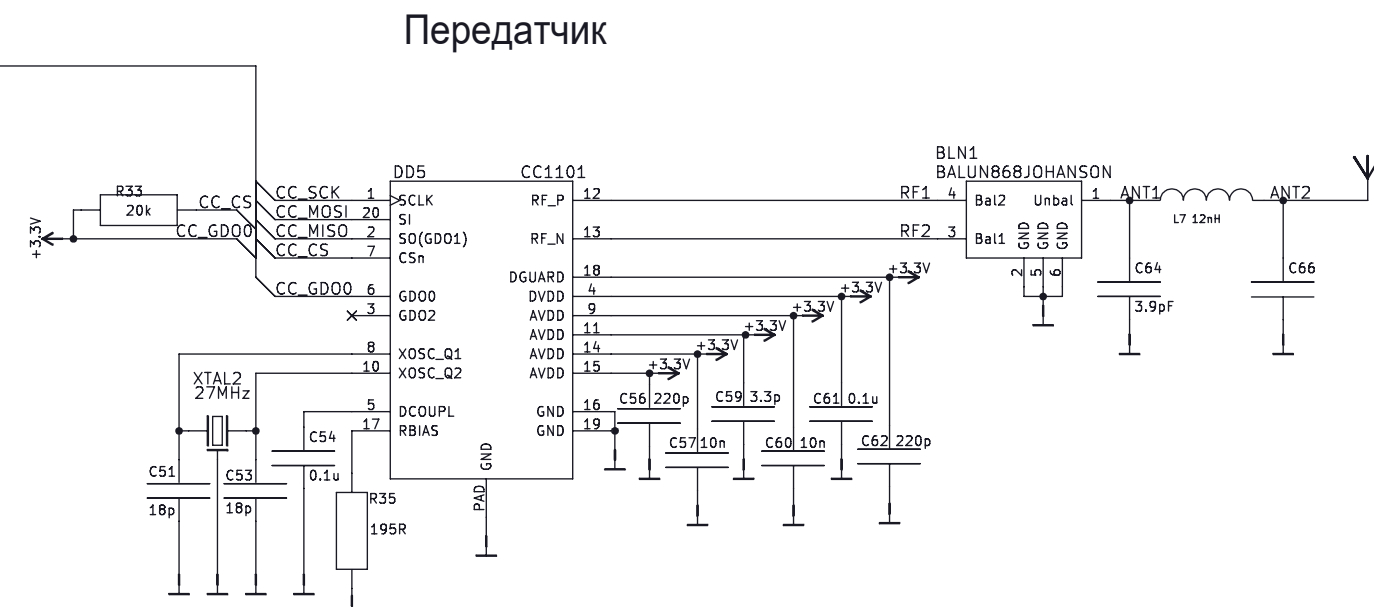 Передатчик
BLN1
BALUN868JOHANSON
DD5 CC1101
R33
20k
+3.3V
CC_CS
CC_GDO0
CC_SCK 1 SCLK
CC_MOSI 20 SI
CC_MISO 2 SO(GDO1)
CC_CS 7 CSn
CC_GDO0 6 GDO0
3 GDO2
8 XOSC_Q1
10 XOSC_Q2
5 DCOUPL
17 RBIAS
RF_P 12 RF1 4 Bal2
RF_N 13 RF2 3 Bal1
Unbal 1 ANT1
ANT2
L7 12nH
GND GND GND
2 5 6
C64
3.9pF
C66
DGUARD 18 +3.3V
DVDD 4 +3.3V
AVDD 9 +3.3V
AVDD 11 +3.3V
AVDD 14 +3.3V
AVDD 15 +3.3V
GND 16
GND 19
GND
PAD
C56 220p
C59 3.3p
C61 0.1u
C57 10n
C60 10n
C62 220p
XTAL2
27MHz
C54
0.1u
C51
18p
C53
18p
R35
195R